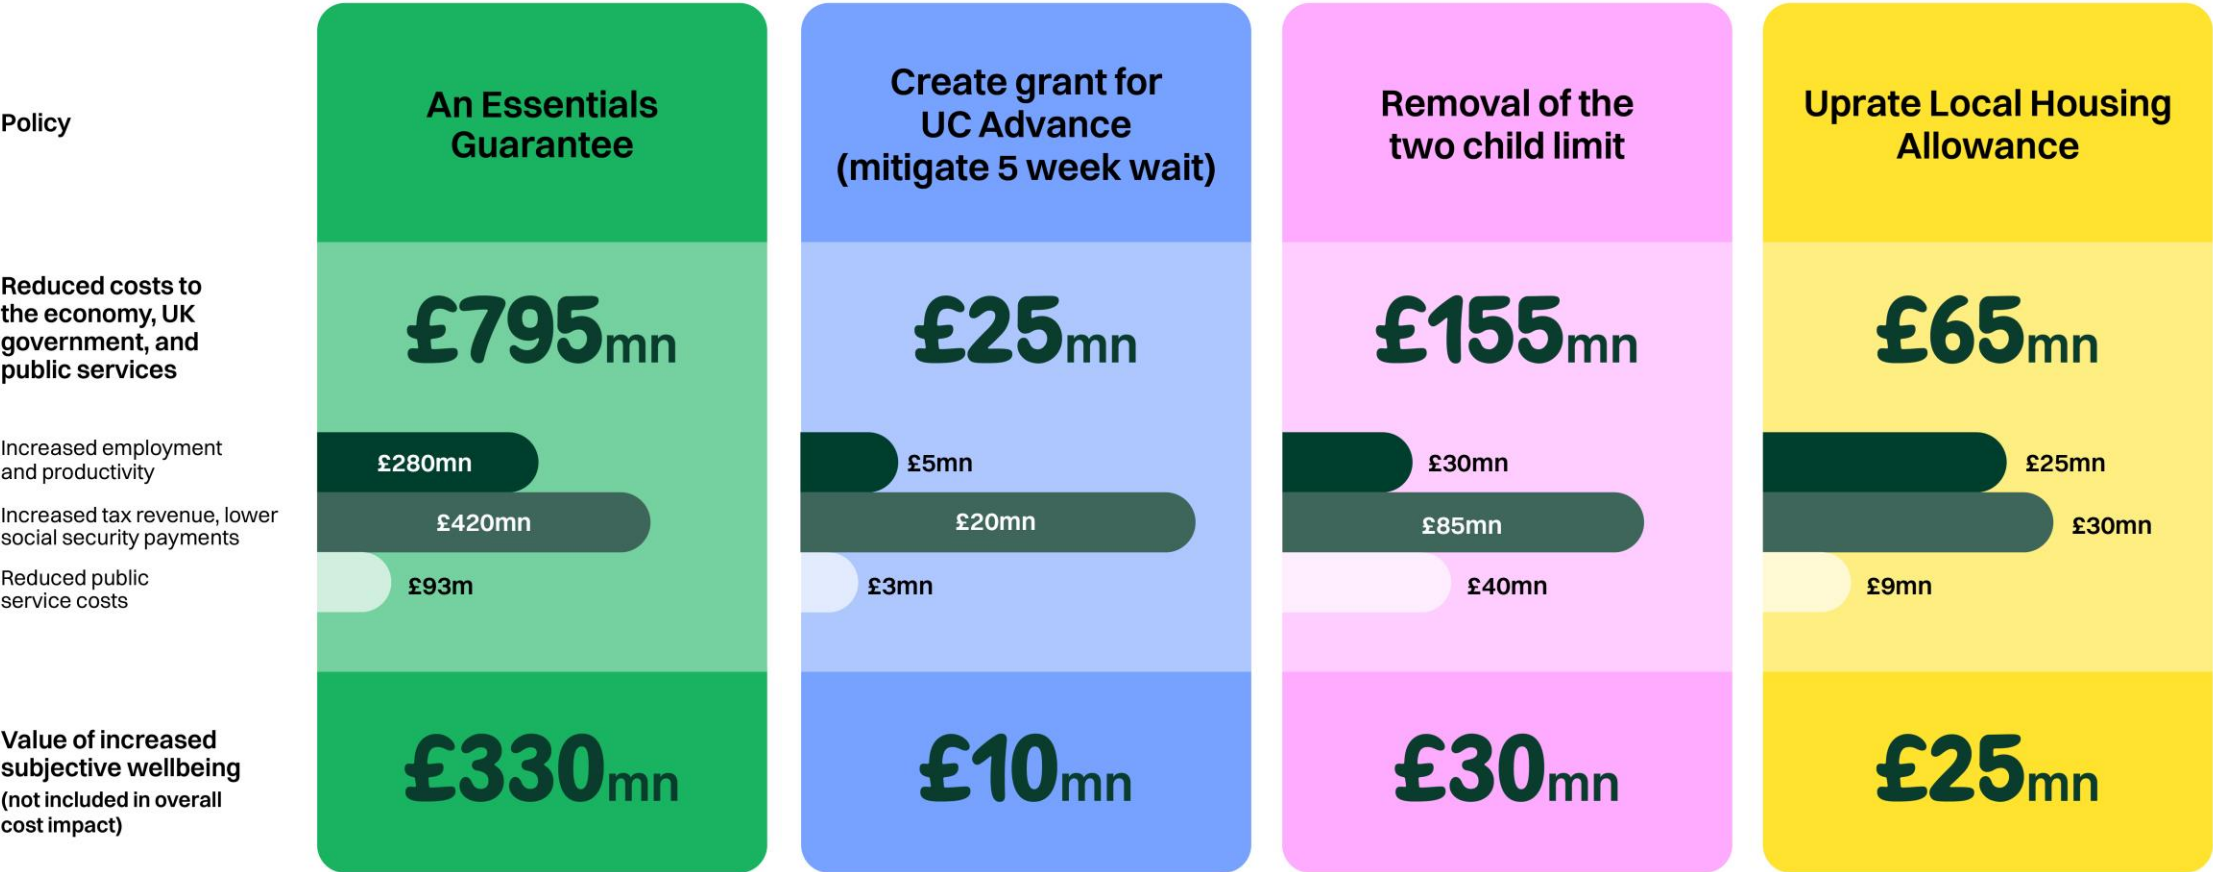 Policy
An Essentials
Guarantee
Create grant for
UC Advance
(mitigate 5 week wait)
Removal of the
two child limit
Uprate Local Housing
Allowance
Reduced costs to
the economy, UK
government, and
public services
£795mn
£25mn
£155mn
£65mn
Increased employment
and productivity
£280mn
£5mn
£30mn
£25mn
Increased tax revenue, lower
social security payments
£420mn
£20mn
£85mn
£30mn
Reduced public
service costs
£93m
£3mn
£40mn
£9mn
Value of increased
subjective wellbeing
(not included in overall
cost impact)
£330mn
£10mn
£30mn
£25mn